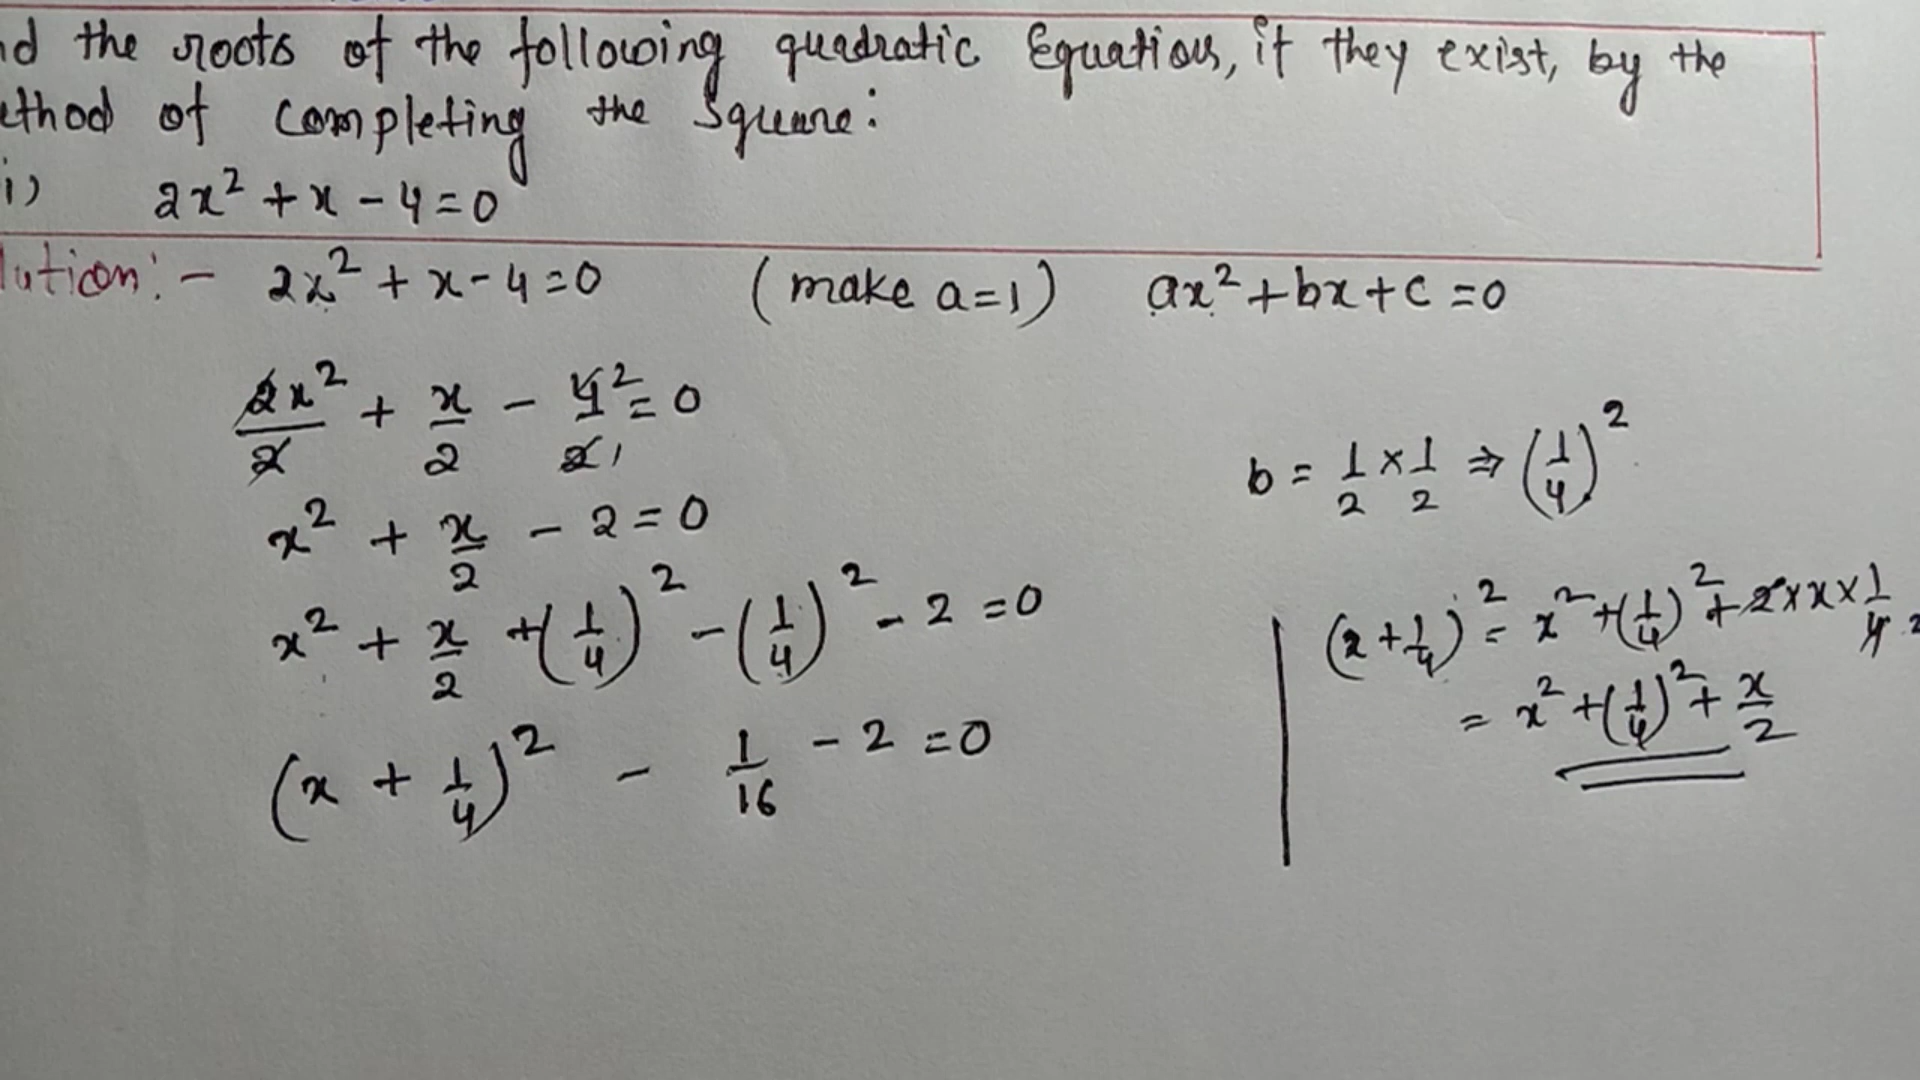 nd the roots of the following quadratic Equations, if they exist, by the
ethod of completing the square:
i) 2x² + x - 4 = 0
lution:- 2x² + x - 4 = 0 (make a=1) ax² + bx + c = 0
2x²/2 + x/2 - 4/2 = 0
b = 1/2 × 1/2 ⇒ (1/4)²
x² + x/2 - 2 = 0
x² + x/2 + (1/4)² - (1/4)² - 2 = 0
(x + 1/4)² = x² + (1/4)² + 2 × x × 1/4
= x² + (1/4)² + x/2
(x + 1/4)² - 1/16 - 2 = 0